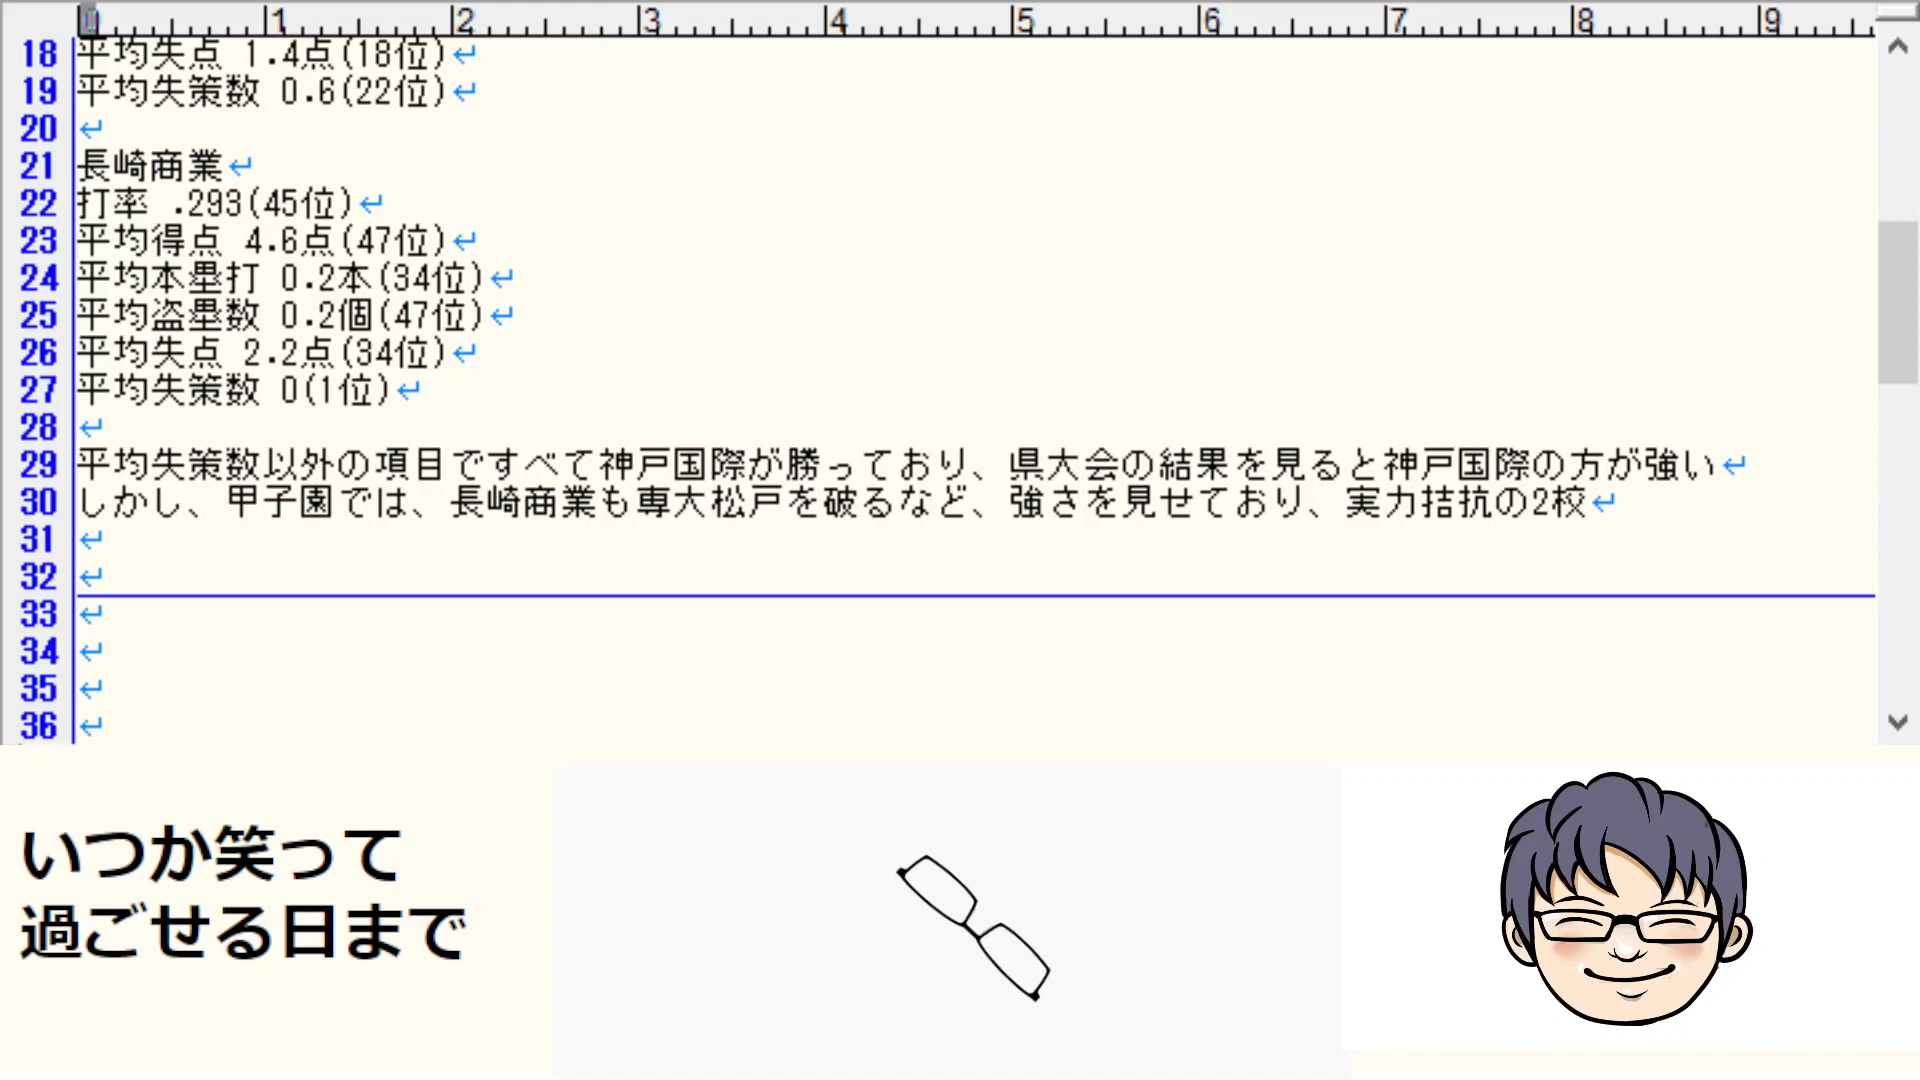 0 1 2 3 4 5 6 7 8 9
18 平均失点 1.4点(18位)↵
19 平均失策数 0.6(22位)↵
20 ↵
21 長崎商業↵
22 打率 .293(45位)↵
23 平均得点 4.6点(47位)↵
24 平均本塁打 0.2本(34位)↵
25 平均盗塁数 0.2個(47位)↵
26 平均失点 2.2点(34位)↵
27 平均失策数 0(1位)↵
28 ↵
29 平均失策数以外の項目ですべて神戸国際が勝っており、県大会の結果を見ると神戸国際の方が強い↵
30 しかし、甲子園では、長崎商業も専大松戸を破るなど、強さを見せており、実力拮抗の2校↵
31 ↵
32 ↵
33 ↵
34 ↵
35 ↵
36 ↵
いつか笑って
過ごせる日まで